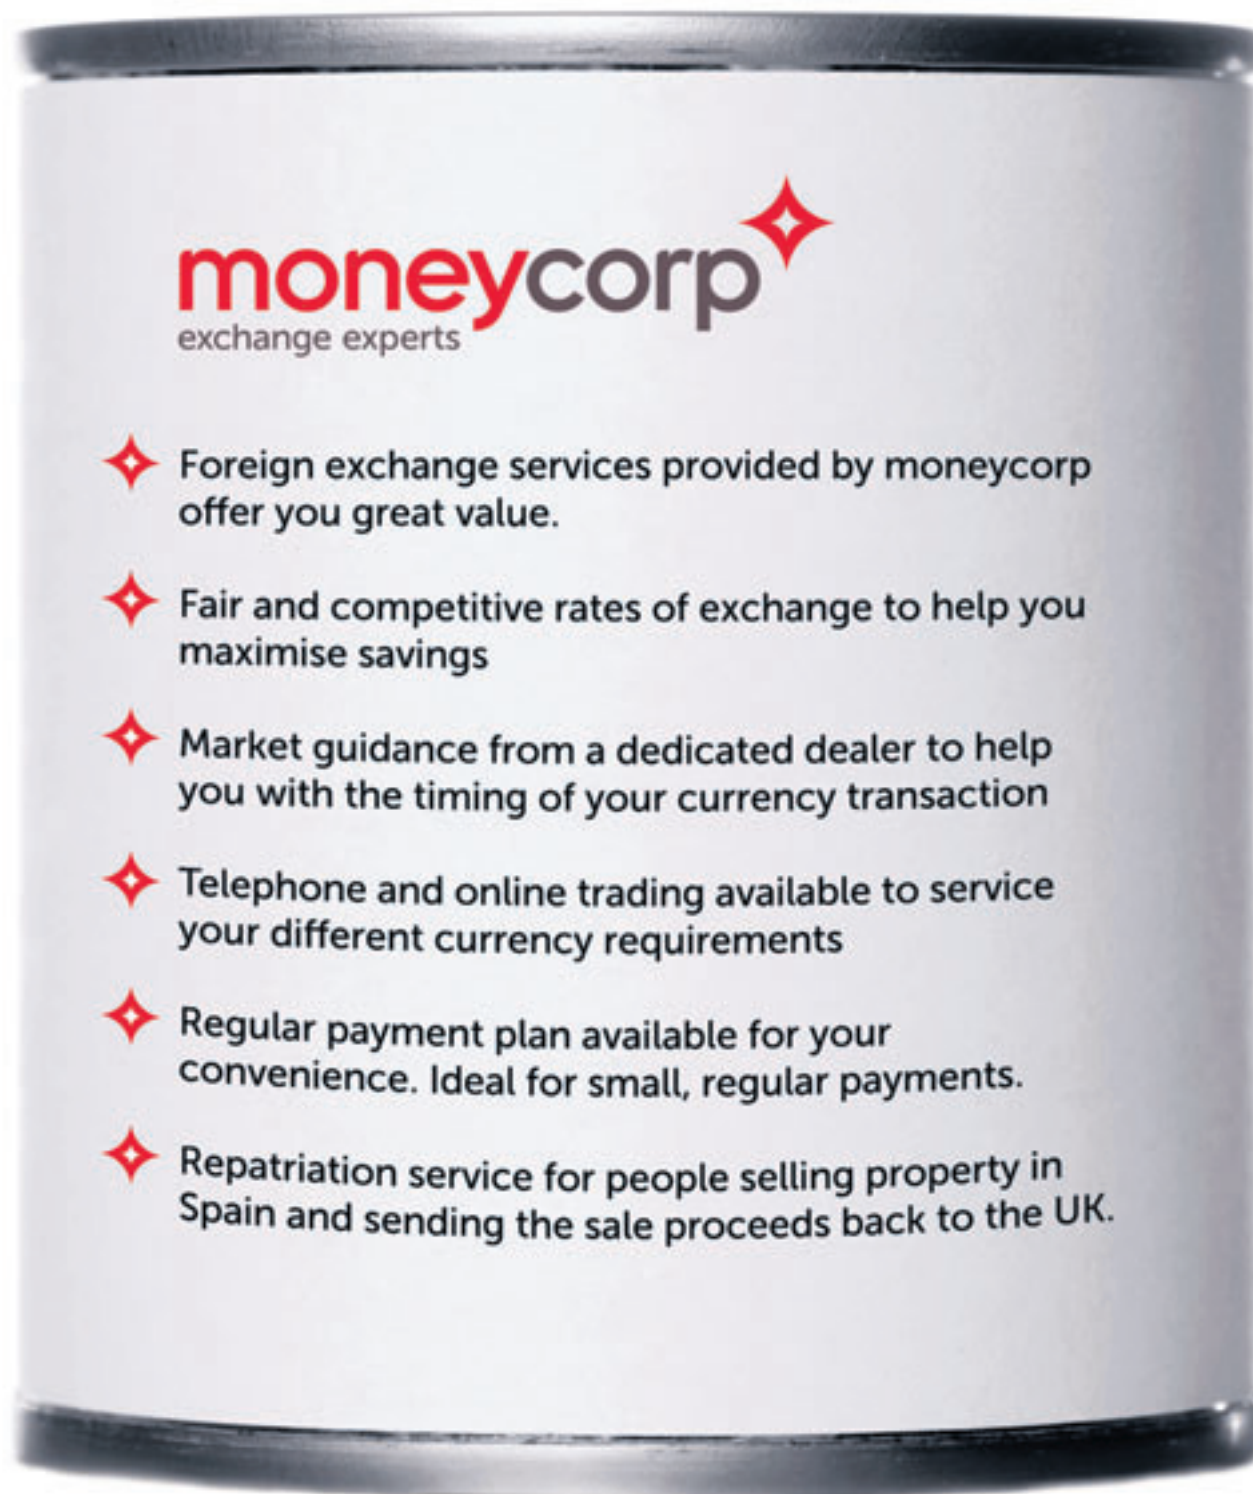 moneycorp
exchange experts
Foreign exchange services provided by moneycorp
offer you great value.
Fair and competitive rates of exchange to help you
maximise savings
Market guidance from a dedicated dealer to help
you with the timing of your currency transaction
Telephone and online trading available to service
your different currency requirements
Regular payment plan available for your
convenience. Ideal for small, regular payments.
Repatriation service for people selling property in
Spain and sending the sale proceeds back to the UK.